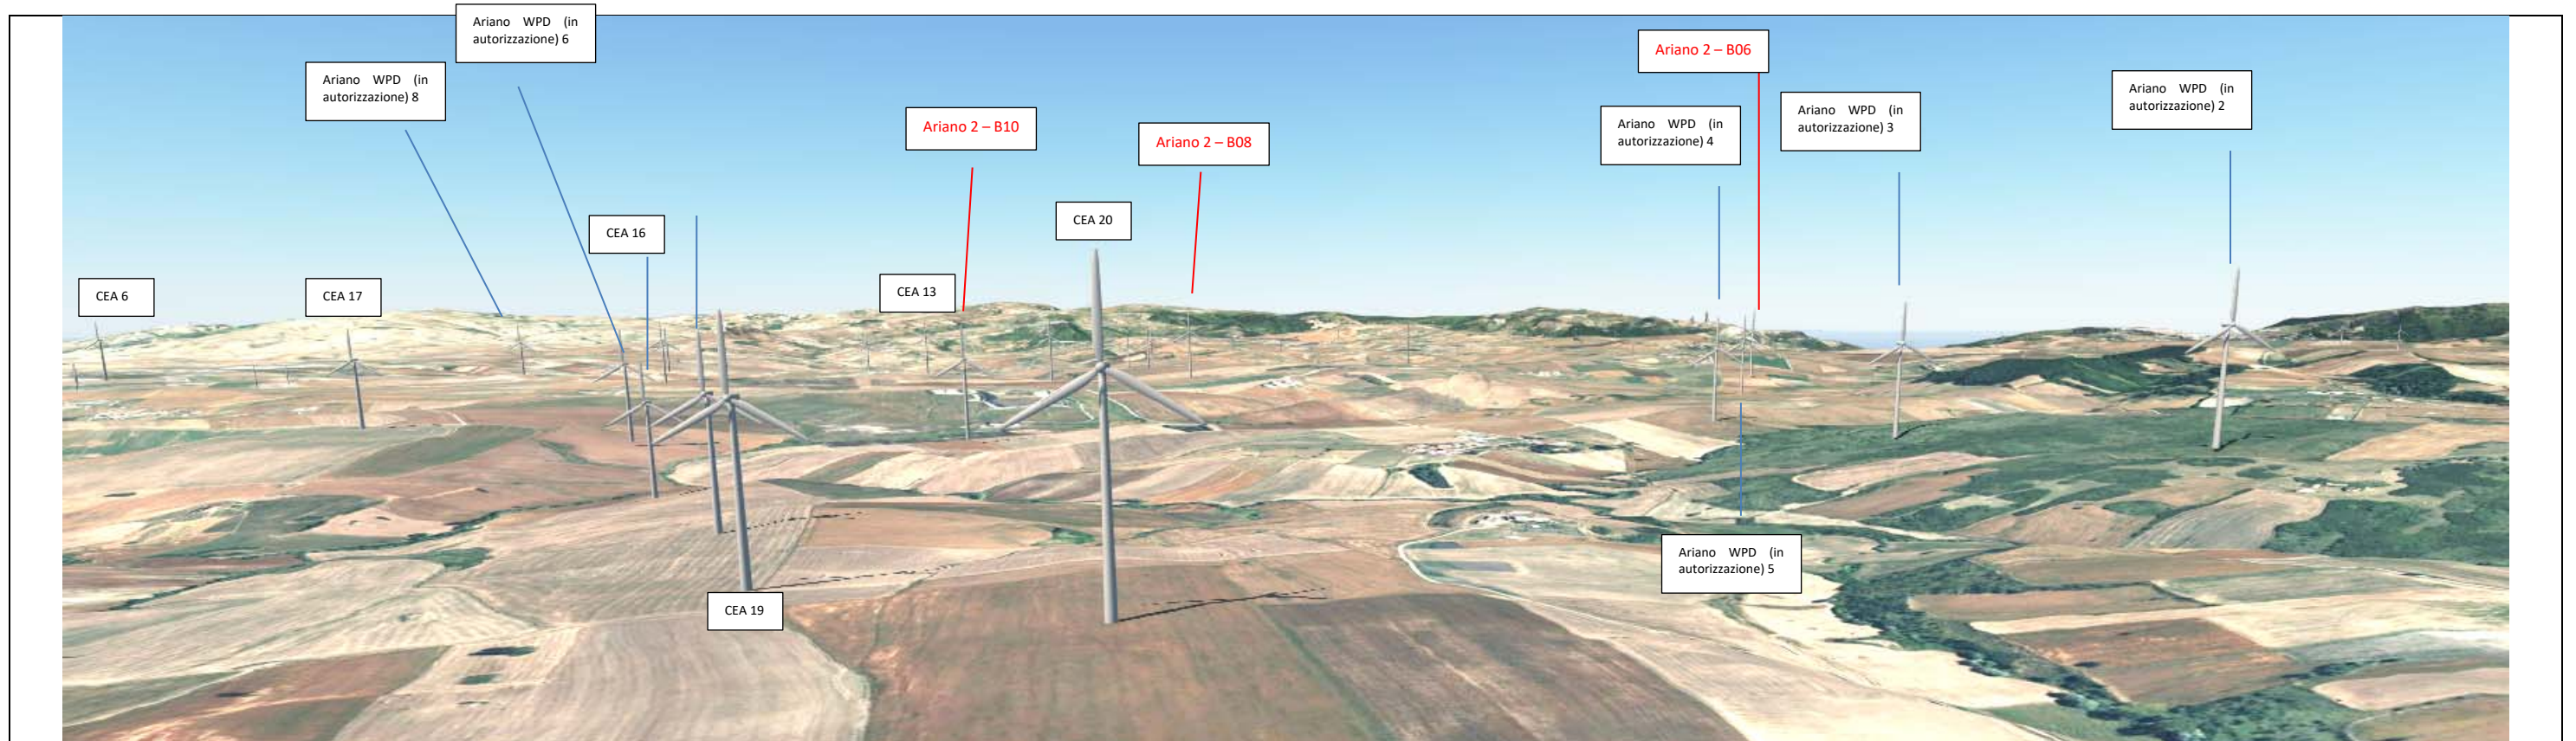 Ariano WPD (in
autorizzazione) 6
Ariano WPD (in
autorizzazione) 8
Ariano 2 – B10
Ariano 2 – B08
Ariano 2 – B06
Ariano WPD (in
autorizzazione) 4
Ariano WPD (in
autorizzazione) 3
Ariano WPD (in
autorizzazione) 2
CEA 16
CEA 20
CEA 6
CEA 17
CEA 13
Ariano WPD (in
autorizzazione) 5
CEA 19